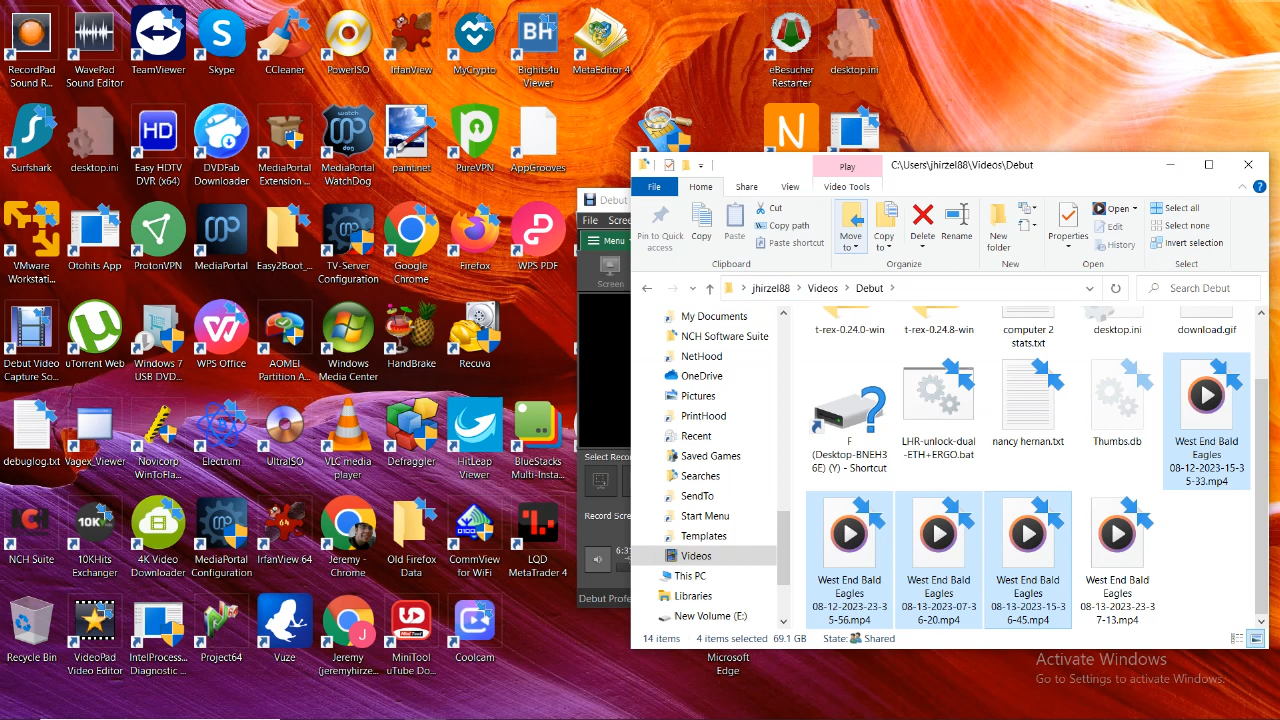 RecordPad
Sound R...
WavePad
Sound Editor
TeamViewer
Skype
CCleaner
PowerISO
IrfanView
MyCrypto
Bighits4u
Viewer
MetaEditor 4
eBesucher
Restarter
desktop.ini
Surfshark
desktop.ini
Easy HDTV
DVR (x64)
DVDFab
Downloader
MediaPortal
Extension ...
MediaPortal
WatchDog
paint.net
PureVPN
AppGrooves
VMware
Workstati...
Otohits App
ProtonVPN
MediaPortal
Easy2Boot_...
TV-Server
Configuration
Google
Chrome
Firefox
WPS PDF
Debut Video
Capture So...
uTorrent Web
Windows 7
USB DVD...
WPS Office
AOMEI
Partition A...
Windows
Media Center
HandBrake
Recuva
debuglog.txt
Vagex_Viewer
Novicorp
WinToFla...
Electrum
UltraISO
VLC media
player
Defraggler
HitLeap
Viewer
BlueStacks
Multi-Insta...
NCH Suite
10KHits
Exchanger
4K Video
Downloader
MediaPortal
Configuration
IrfanView 64
Jeremy -
Chrome
Old Firefox
Data
CommView
for WiFi
LQD
MetaTrader 4
Recycle Bin
VideoPad
Video Editor
IntelProcess...
Diagnostic ...
Project64
Vuze
Jeremy
(jeremyhirze...
MiniTool
uTube Do...
Coolcam
Microsoft
Edge
Debut
File Scree
Menu
Screen
Select Reco
Record Scre
6:31
Debut Profe
Play
C:\Users\jhirzel88\Videos\Debut
File
Home
Share
View
Video Tools
Pin to Quick
access
Copy
Paste
Cut
Copy path
Paste shortcut
Clipboard
Move
to
Copy
to
Delete
Rename
Organize
New
folder
New
Properties
Open
Edit
History
Open
Select all
Select none
Invert selection
Select
jhirzel88
Videos
Debut
Search Debut
My Documents
NCH Software Suite
NetHood
OneDrive
Pictures
PrintHood
Recent
Saved Games
Searches
SendTo
Start Menu
Templates
Videos
This PC
Libraries
New Volume (E:)
t-rex-0.24.0-win
t-rex-0.24.8-win
computer 2
stats.txt
desktop.ini
download.gif
F
(Desktop-BNEH3
6E) (Y) - Shortcut
LHR-unlock-dual
-ETH+ERGO.bat
nancy hernan.txt
Thumbs.db
West End Bald
Eagles
08-12-2023-15-3
5-33.mp4
West End Bald
Eagles
08-12-2023-23-3
5-56.mp4
West End Bald
Eagles
08-13-2023-07-3
6-20.mp4
West End Bald
Eagles
08-13-2023-15-3
6-45.mp4
West End Bald
Eagles
08-13-2023-23-3
7-13.mp4
14 items
4 items selected 69.1 GB
State:
Shared
Activate Windows
Go to Settings to activate Windows.